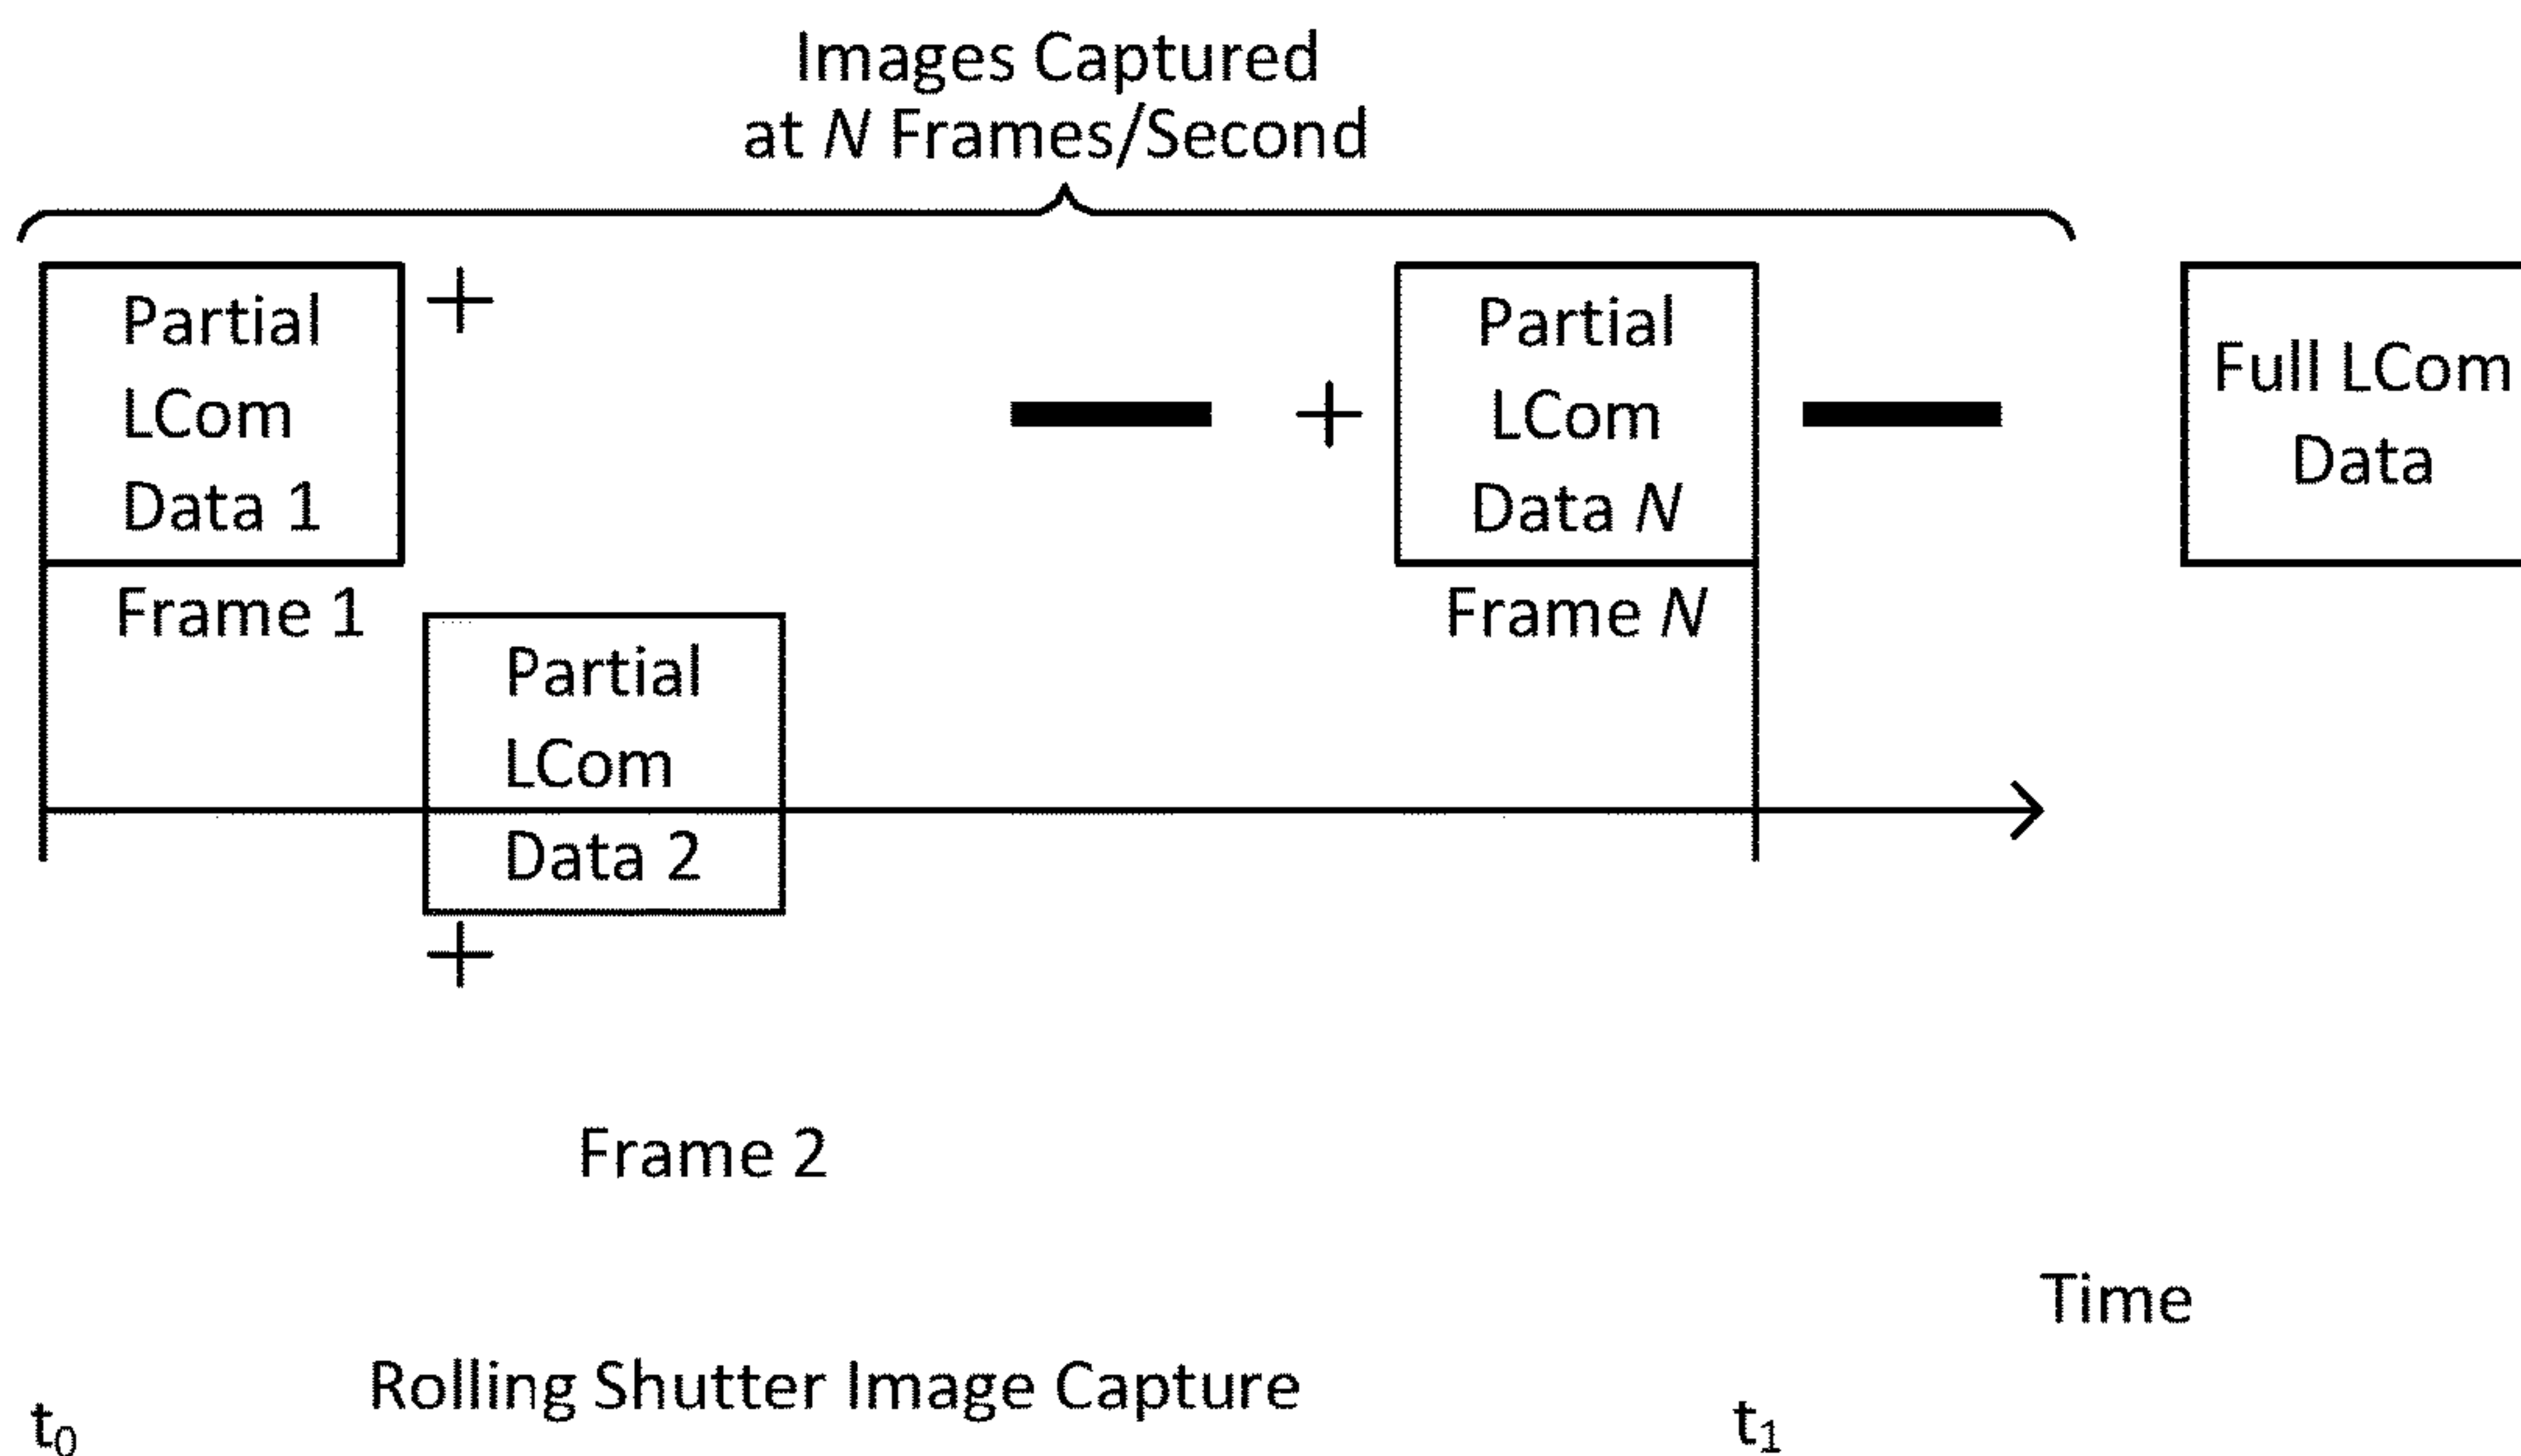 Images Captured
at N Frames/Second
Partial
LCom
Data 1
+
Frame 1
Partial
LCom
Data 2
+
Frame 2
+
Partial
LCom
Data N
Frame N
Full LCom
Data
Time
Rolling Shutter Image Capture
t₀
t₁